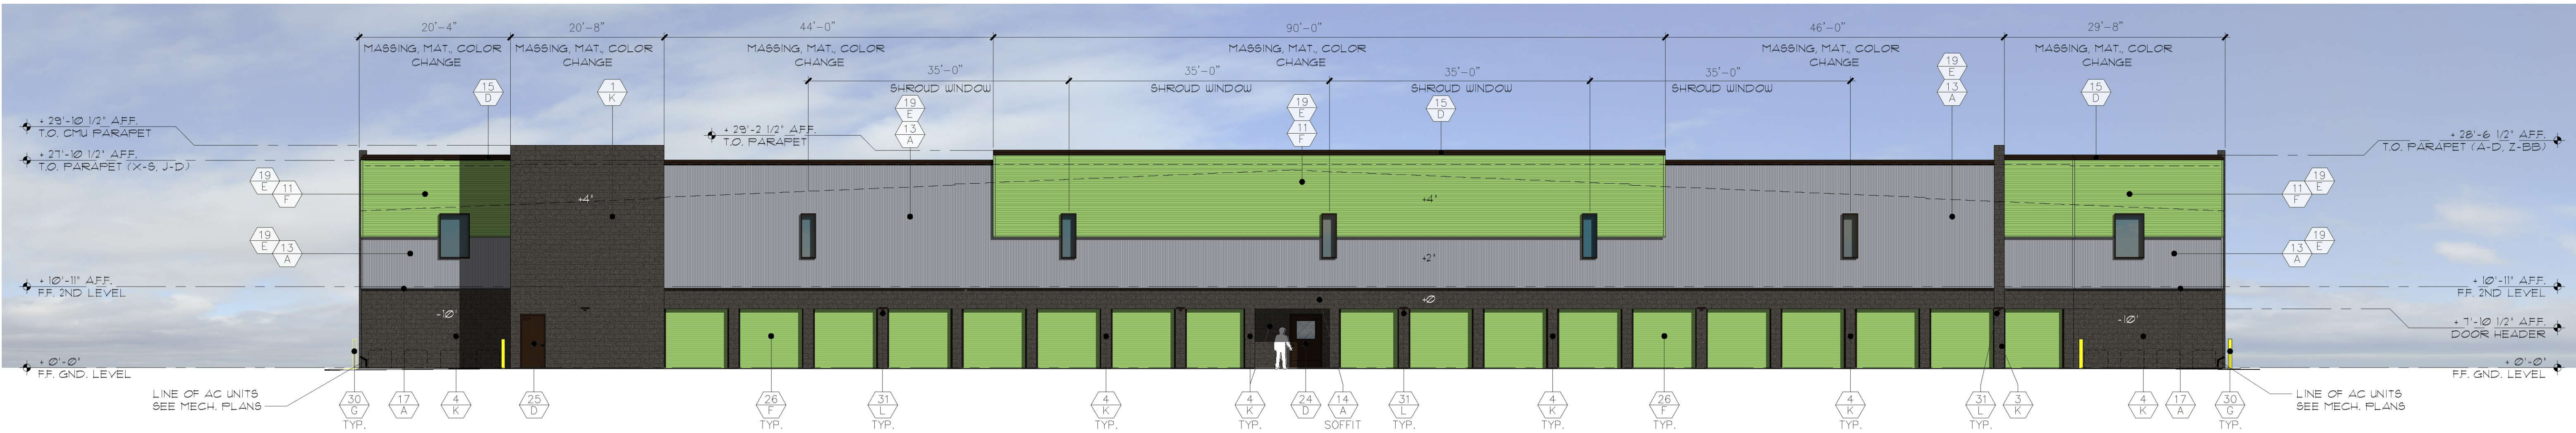 20'-4"
20'-8"
44'-0"
90'-0"
46'-0"
29'-8"
MASSING, MAT., COLOR
CHANGE
MASSING, MAT., COLOR
CHANGE
MASSING, MAT., COLOR
CHANGE
MASSING, MAT., COLOR
CHANGE
MASSING, MAT., COLOR
CHANGE
MASSING, MAT., COLOR
CHANGE
35'-0"
35'-0"
35'-0"
35'-0"
SHROUD WINDOW
SHROUD WINDOW
SHROUD WINDOW
SHROUD WINDOW
15
D
1
K
19
E
13
A
19
E
11
F
15
D
19
E
13
A
15
D
+ 29'-10 1/2" A.F.F.
T.O. CMU PARAPET
+ 27'-10 1/2" A.F.F.
T.O. PARAPET (X-S, J-D)
+ 29'-2 1/2" A.F.F.
T.O. PARAPET
+ 28'-6 1/2" A.F.F.
T.O. PARAPET (A-D, Z-BB)
19
E
11
F
19
E
13
A
11
F
19
E
13
A
19
E
+4'
+4'
+2'
+0
-10'
-10'
+ 10'-11" A.F.F.
F.F. 2ND LEVEL
+ 10'-11" A.F.F.
F.F. 2ND LEVEL
+ 7'-10 1/2" A.F.F.
DOOR HEADER
+ 0'-0"
F.F. GND. LEVEL
+ 0'-0"
F.F. GND. LEVEL
LINE OF AC UNITS
SEE MECH. PLANS
30
G
TYP.
17
A
4
K
25
D
26
F
TYP.
31
L
TYP.
4
K
TYP.
4
K
TYP.
24
D
14
A
SOFFIT
31
L
TYP.
4
K
TYP.
26
F
TYP.
4
K
TYP.
31
L
TYP.
3
K
4
K
17
A
30
G
TYP.
LINE OF AC UNITS
SEE MECH. PLANS